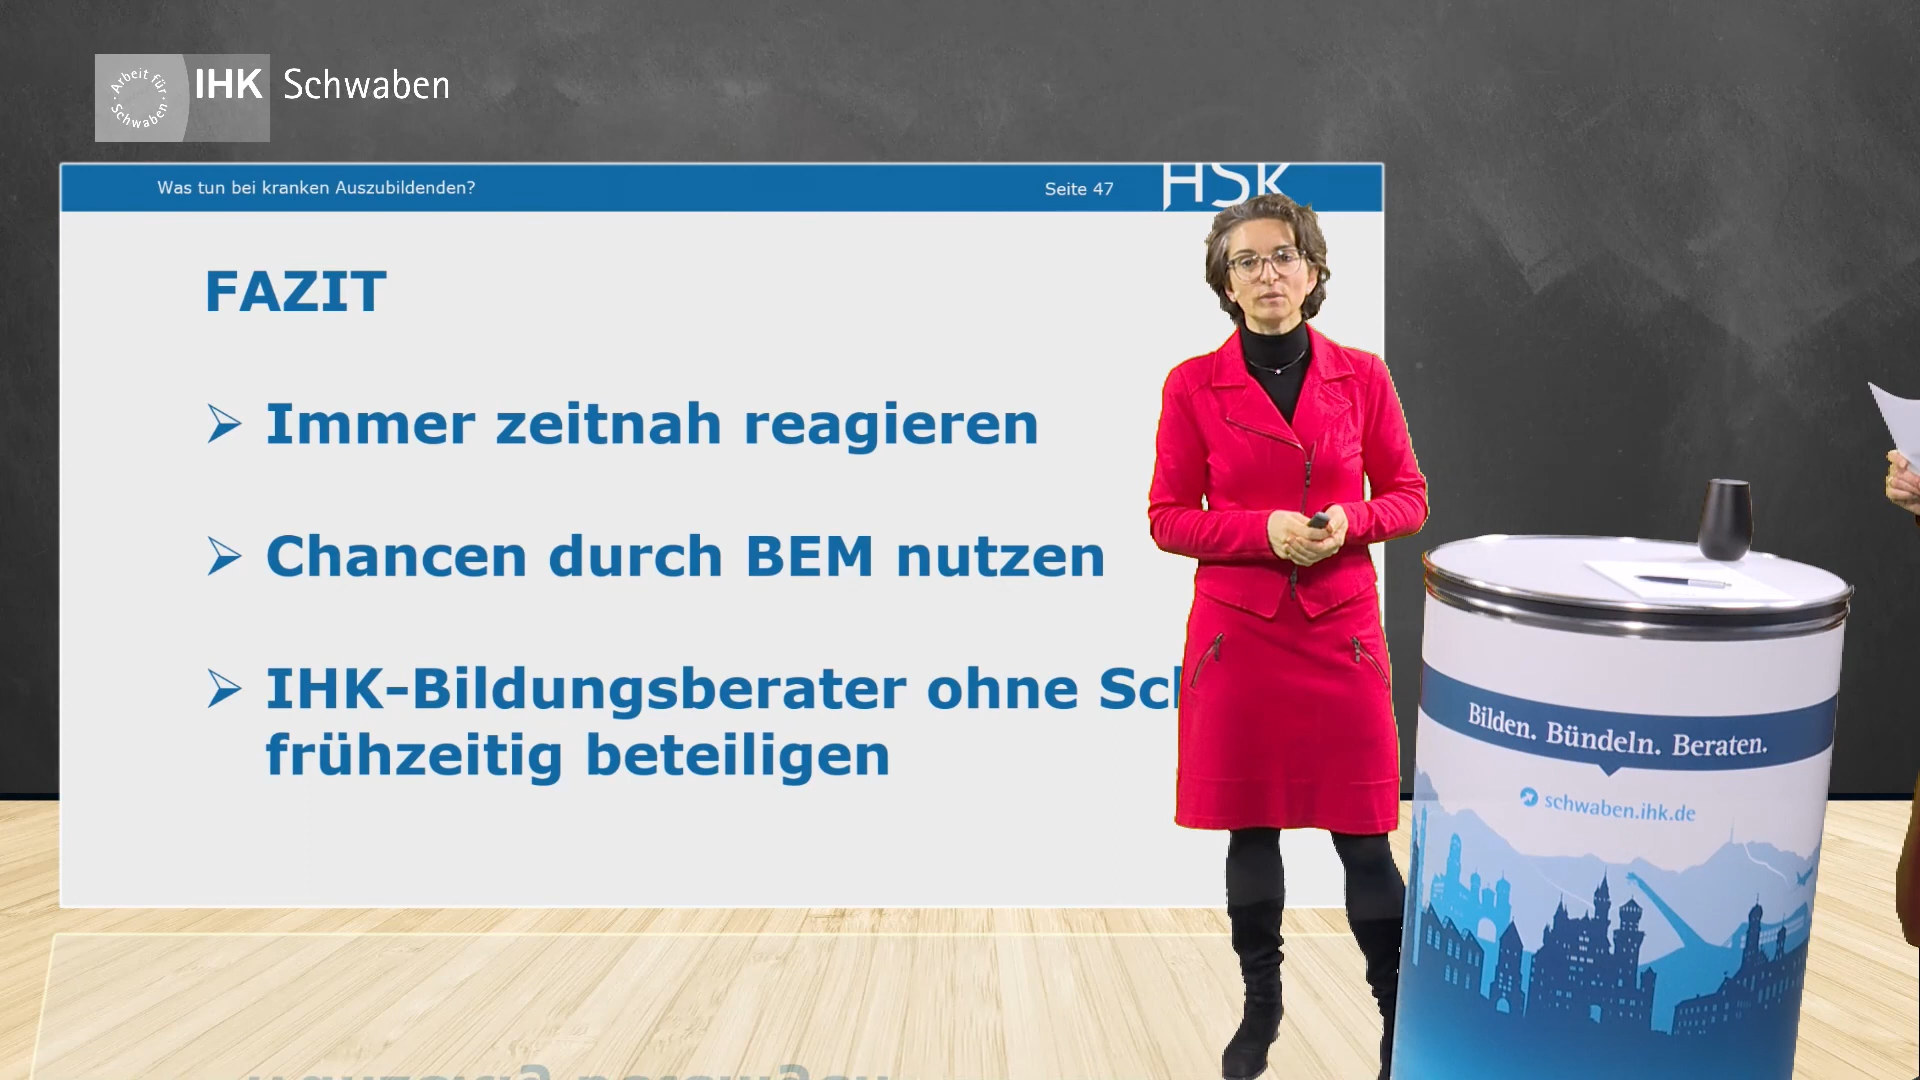 Arbeit für
Schwaben
IHK Schwaben
Was tun bei kranken Auszubildenden?
Seite 47
HSK
FAZIT
➢ Immer zeitnah reagieren
➢ Chancen durch BEM nutzen
➢ IHK-Bildungsberater ohne
frühzeitig beteiligen
Bilden. Bündeln. Beraten.
schwaben.ihk.de